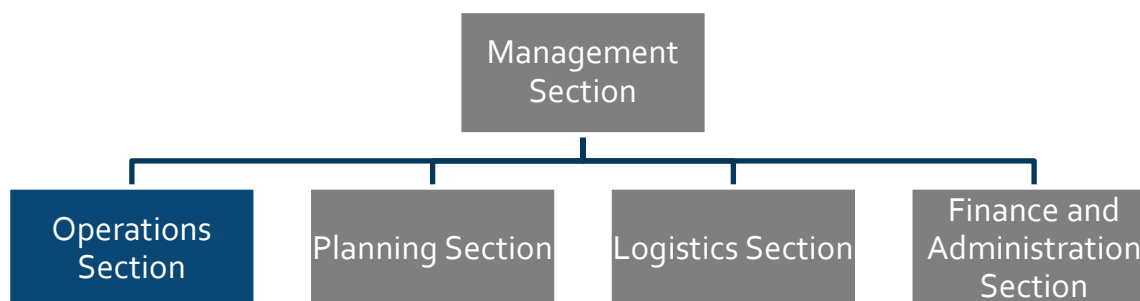 Management
Section
Operations
Section
Planning Section
Logistics Section
Finance and
Administration
Section